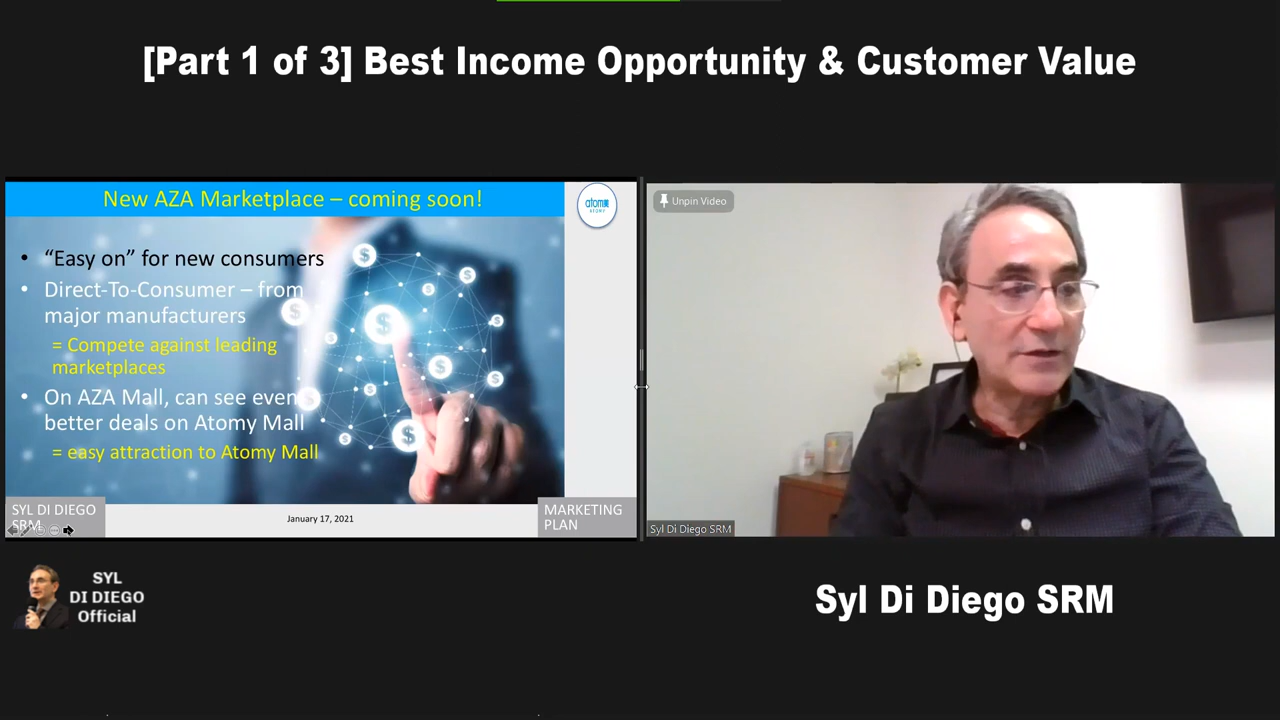 [Part 1 of 3] Best Income Opportunity & Customer Value
New AZA Marketplace – coming soon!
atomy
ATOMY
• “Easy on” for new consumers
• Direct-To-Consumer – from
major manufacturers
= Compete against leading
marketplaces
• On AZA Mall, can see even
better deals on Atomy Mall
= easy attraction to Atomy Mall
SYL DI DIEGO
SRM
January 17, 2021
MARKETING
PLAN
Unpin Video
Syl Di Diego SRM
SYL
DI DIEGO
Official
Syl Di Diego SRM